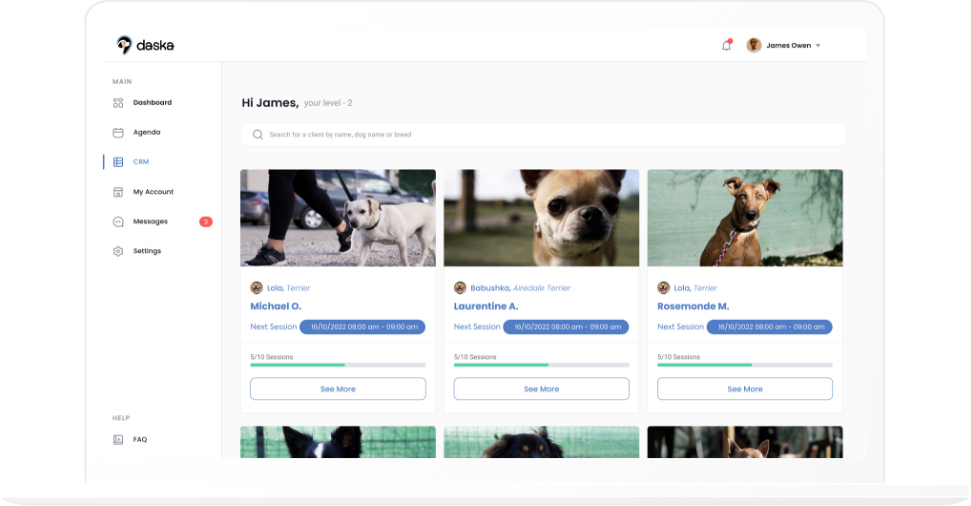 daska
James Owen
MAIN
Dashboard
Agenda
CRM
My Account
Messages
3
Settings
HELP
FAQ
Hi James, your level - 2
Search for a client by name, dog name or breed
Lola, Terrier
Michael O.
Next Session 16/10/2022 08:00 am - 09:00 am
5/10 Sessions
See More
Babushka, Airedale Terrier
Laurentine A.
Next Session 16/10/2022 08:00 am - 09:00 am
5/10 Sessions
See More
Lola, Terrier
Rosemonde M.
Next Session 16/10/2022 08:00 am - 09:00 am
5/10 Sessions
See More